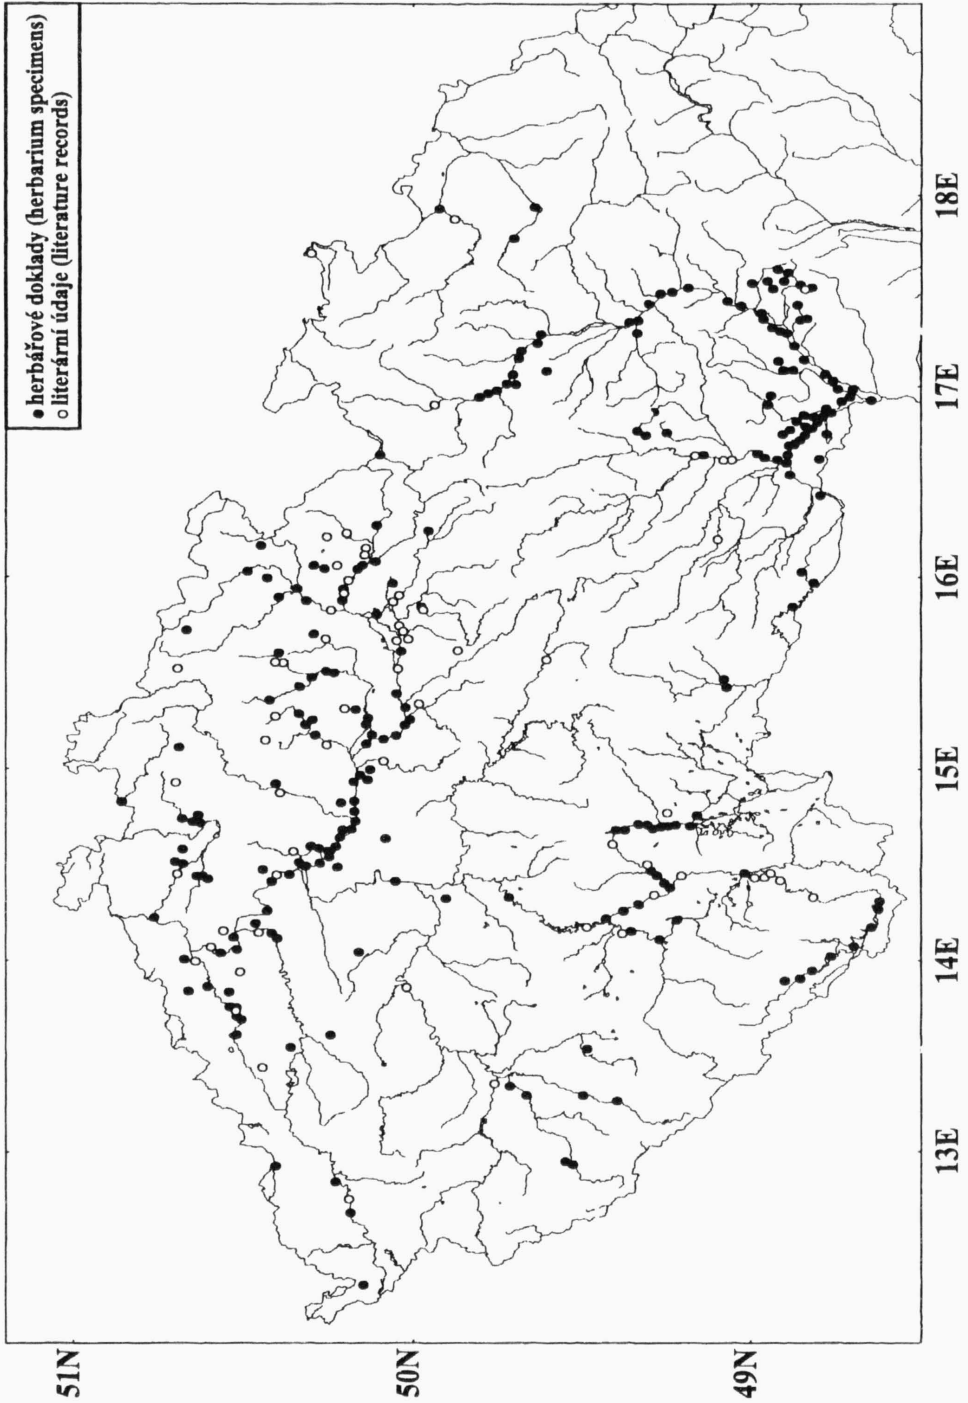 ● herbářové doklady (herbarium specimens)
○ literární údaje (literature records)
51N
50N
49N
13E
14E
15E
16E
17E
18E